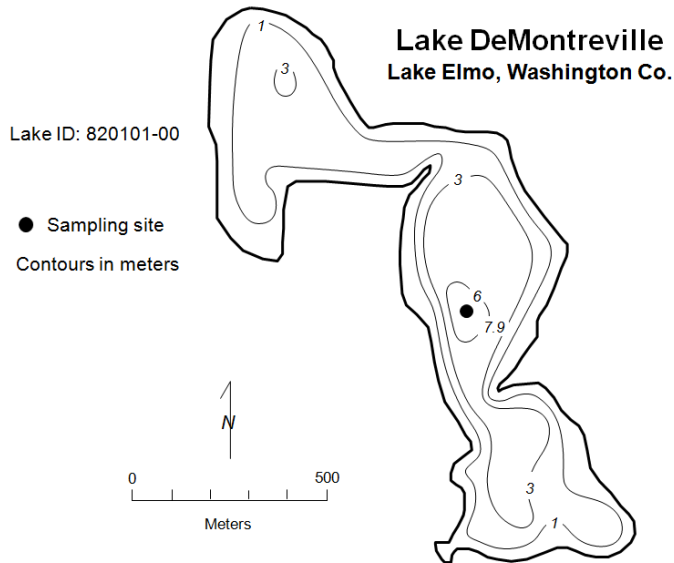 Lake DeMontreville
Lake Elmo, Washington Co.
1
3
Lake ID: 820101-00
3
Sampling site
Contours in meters
6
7.9
N
0 500
Meters
3
1